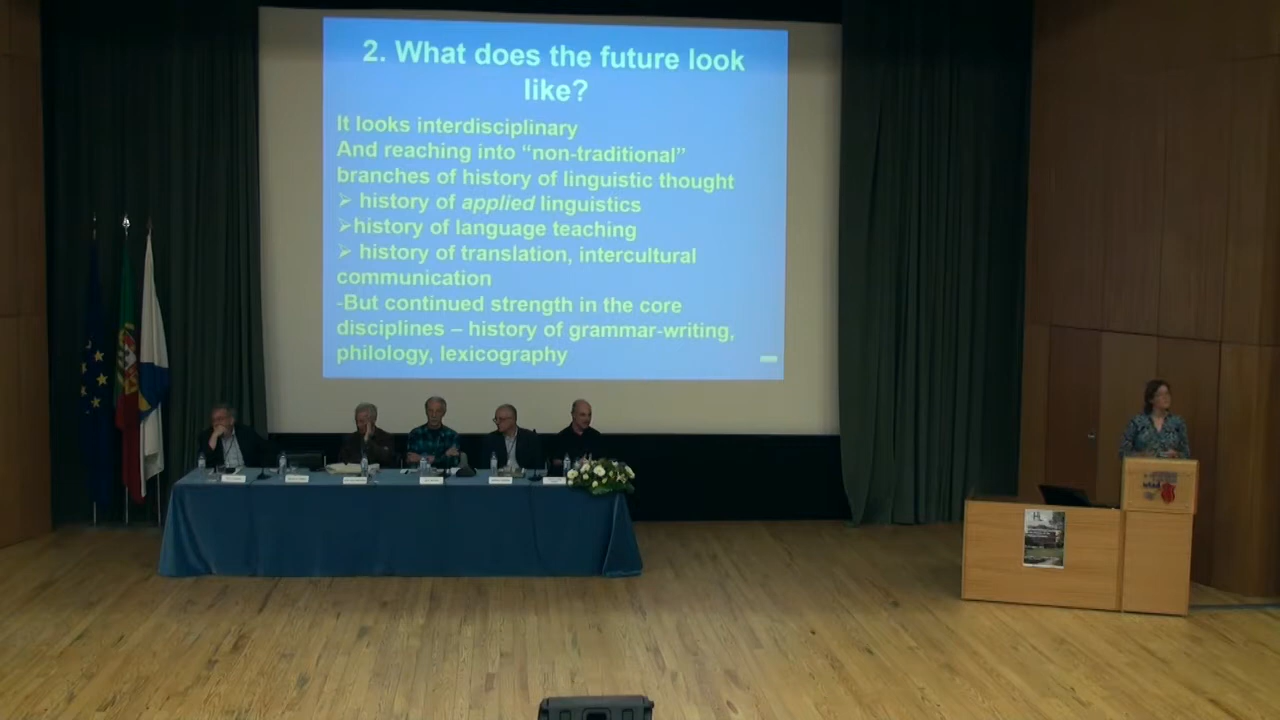 2. What does the future look
like?
It looks interdisciplinary
And reaching into “non-traditional”
branches of history of linguistic thought
➢ history of applied linguistics
➢history of language teaching
➢ history of translation, intercultural
communication
-But continued strength in the core
disciplines – history of grammar-writing,
philology, lexicography
utad